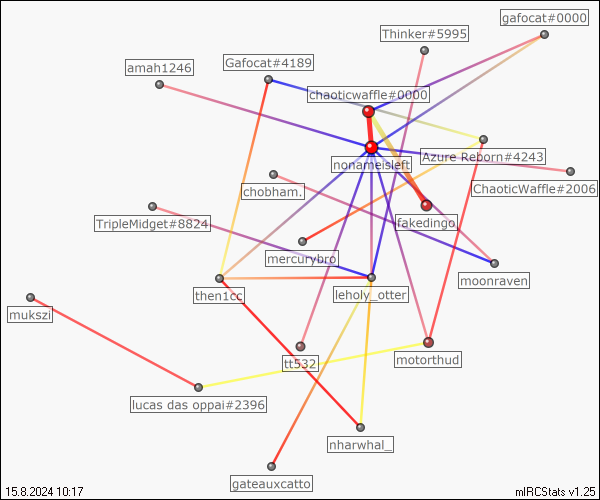 gafocat#0000
Thinker#5995
Gafocat#4189
amah1246
chaoticwaffle#0000
nonameisleft
Azure Reborn#4243
ChaoticWaffle#2006
chobham.
TripleMidget#8824
fakedingo.
mercurybro
moonraven
then1cc
leholy_otter
mukszi
tt532
motorthud
lucas das oppai#2396
nharwhal_
gateauxcatto
15.8.2024 10:17
mIRCStats v1.25